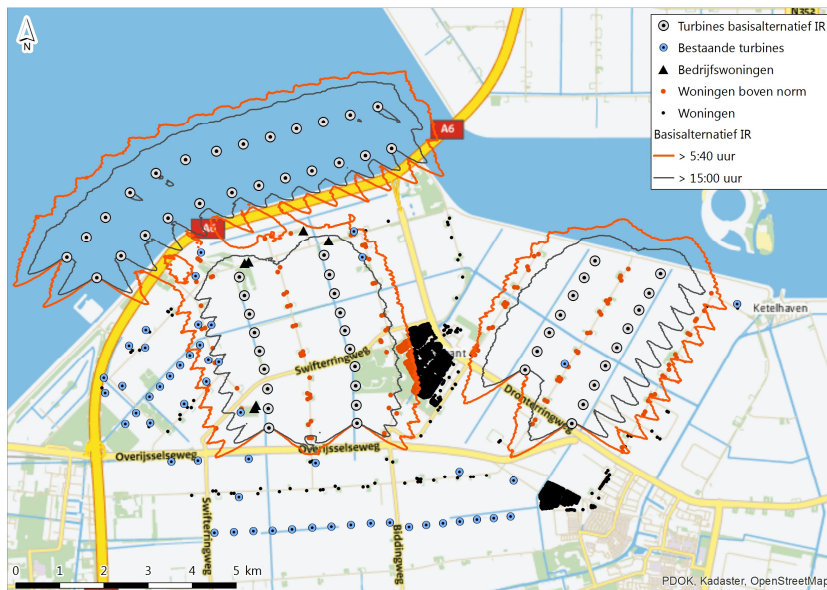 N
N352
Turbines basisalternatief IR
Bestaande turbines
Bedrijfswoningen
Woningen boven norm
Woningen
Basisalternatief IR
> 5:40 uur
> 15:00 uur
A6
Ketelhaven
Swifterringweg
Dronterringweg
Overijsselseweg
Overijsselseweg
Swifterringweg
Biddingweg
0 1 2 3 4 5 km
PDOK, Kadaster, OpenStreetMap